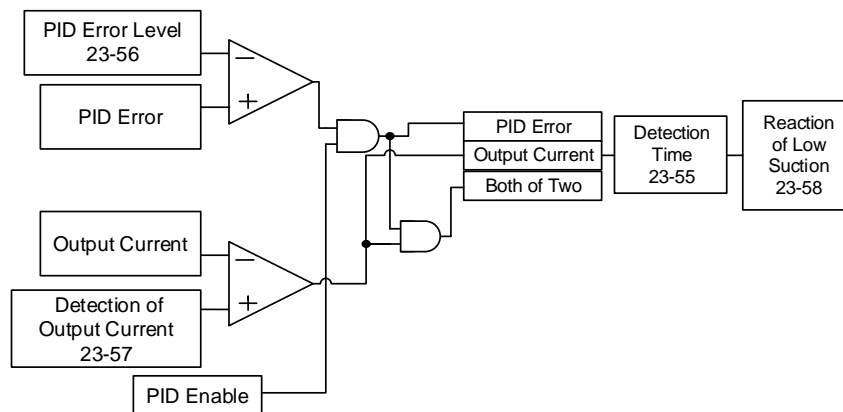 PID Error Level
23-56
PID Error
Output Current
Detection of
Output Current
23-57
PID Enable
PID Error
Output Current
Both of Two
Detection
Time
23-55
Reaction
of Low
Suction
23-58